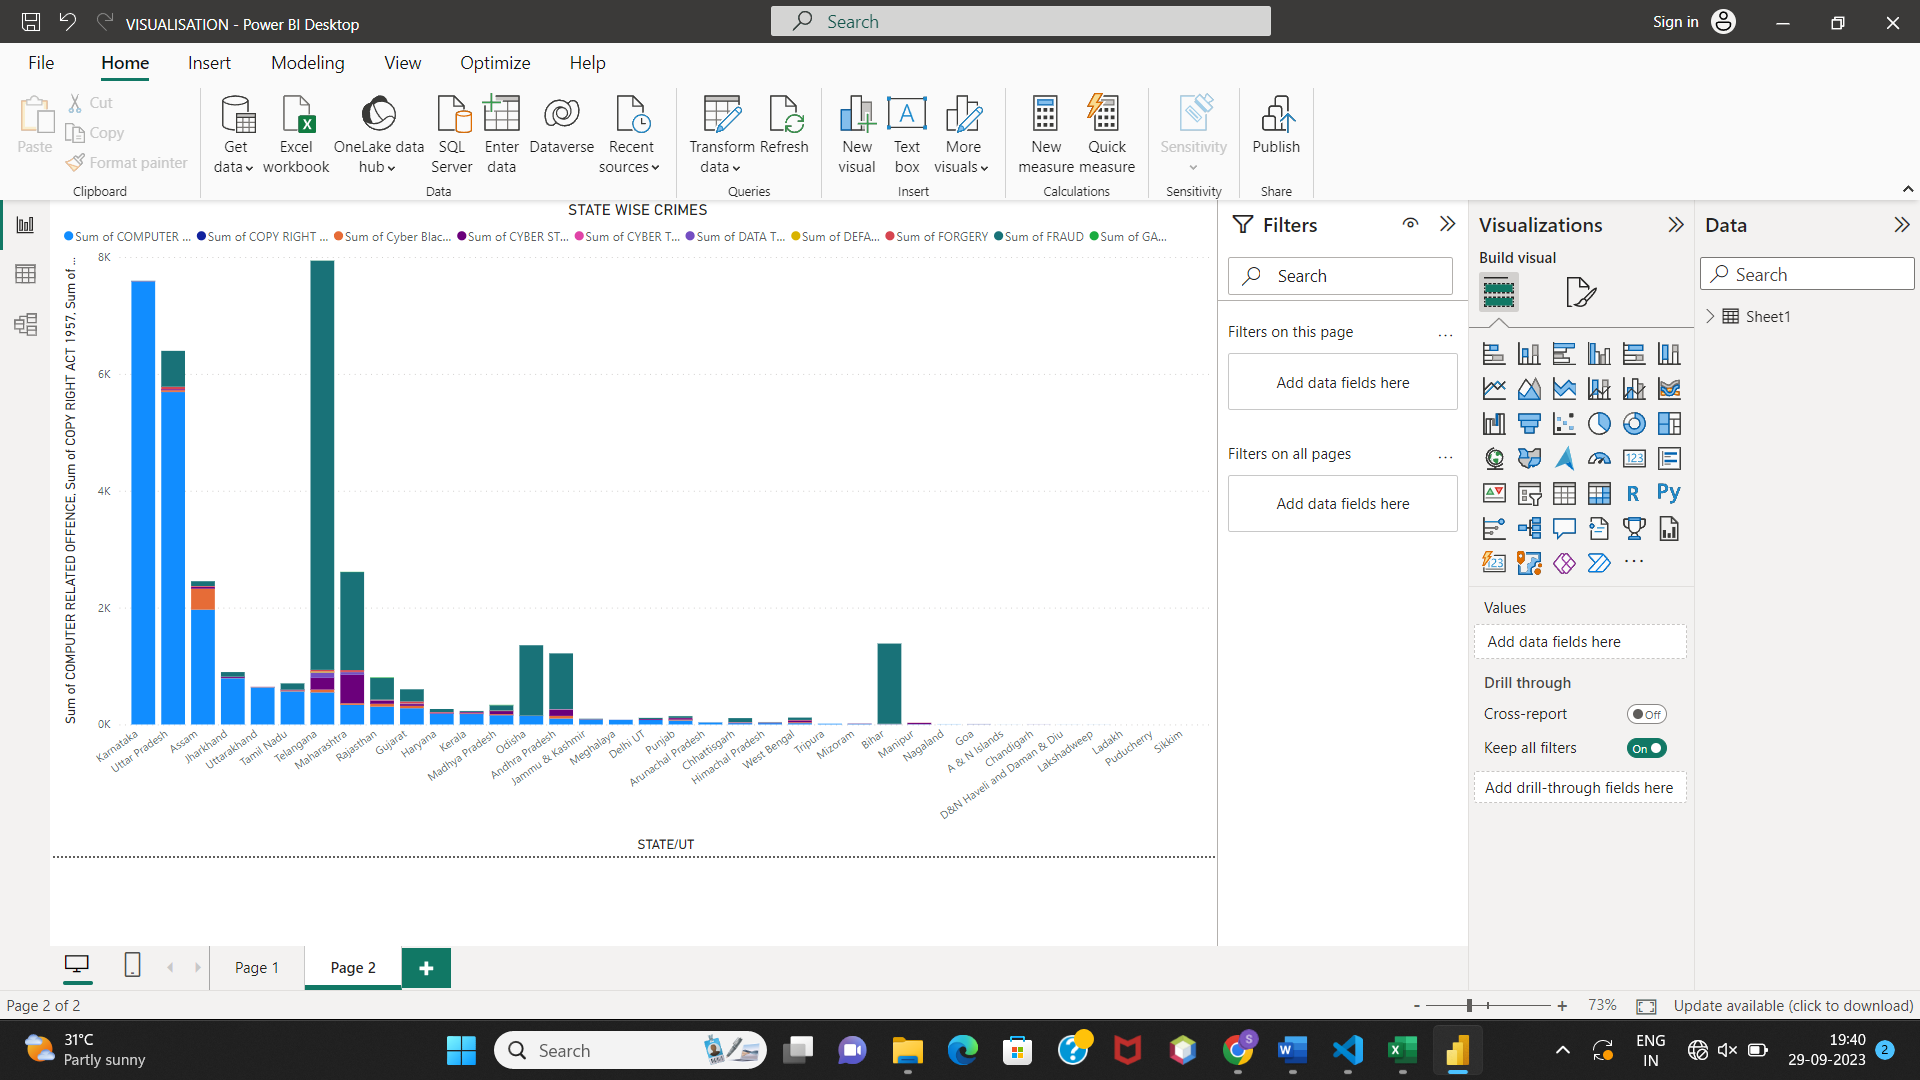 VISUALISATION - Power BI Desktop
Search
Sign in
File Home Insert Modeling View Optimize Help
Paste
Cut
Copy
Format painter
Clipboard
Get data
Excel workbook
OneLake data hub
SQL Server
Enter data
Dataverse
Recent sources
Data
Transform data
Refresh
Queries
New visual
Text box
More visuals
Insert
New measure
Quick measure
Calculations
Sensitivity
Sensitivity
Publish
Share
STATE WISE CRIMES
Sum of COMPUTER ... Sum of COPY RIGHT ... Sum of Cyber Blac... Sum of CYBER ST... Sum of CYBER T... Sum of DATA T... Sum of DEFA... Sum of FORGERY Sum of FRAUD Sum of GA...
Sum of COMPUTER RELATED OFFENCE, Sum of COPY RIGHT ACT 1957, Sum of ...
8K
6K
4K
2K
0K
Karnataka
Uttar Pradesh
Assam
Jharkhand
Uttarakhand
Tamil Nadu
Telangana
Maharashtra
Rajasthan
Gujarat
Haryana
Kerala
Madhya Pradesh
Odisha
Andhra Pradesh
Jammu & Kashmir
Meghalaya
Delhi UT
Punjab
Arunachal Pradesh
Chhattisgarh
Himachal Pradesh
West Bengal
Tripura
Mizoram
Bihar
Manipur
Nagaland
Goa
A & N Islands
Chandigarh
D&N Haveli and Daman & Diu
Lakshadweep
Ladakh
Puducherry
Sikkim
STATE/UT
Filters
Search
Filters on this page ...
Add data fields here
Filters on all pages ...
Add data fields here
Visualizations
Build visual
123
R
Py
123
...
Values
Add data fields here
Drill through
Cross-report Off
Keep all filters On
Add drill-through fields here
Data
Search
Sheet1
Page 1
Page 2
+
Page 2 of 2
- + 73%
Update available (click to download)
31°C
Partly sunny
Search
ENG
IN
19:40
29-09-2023
2